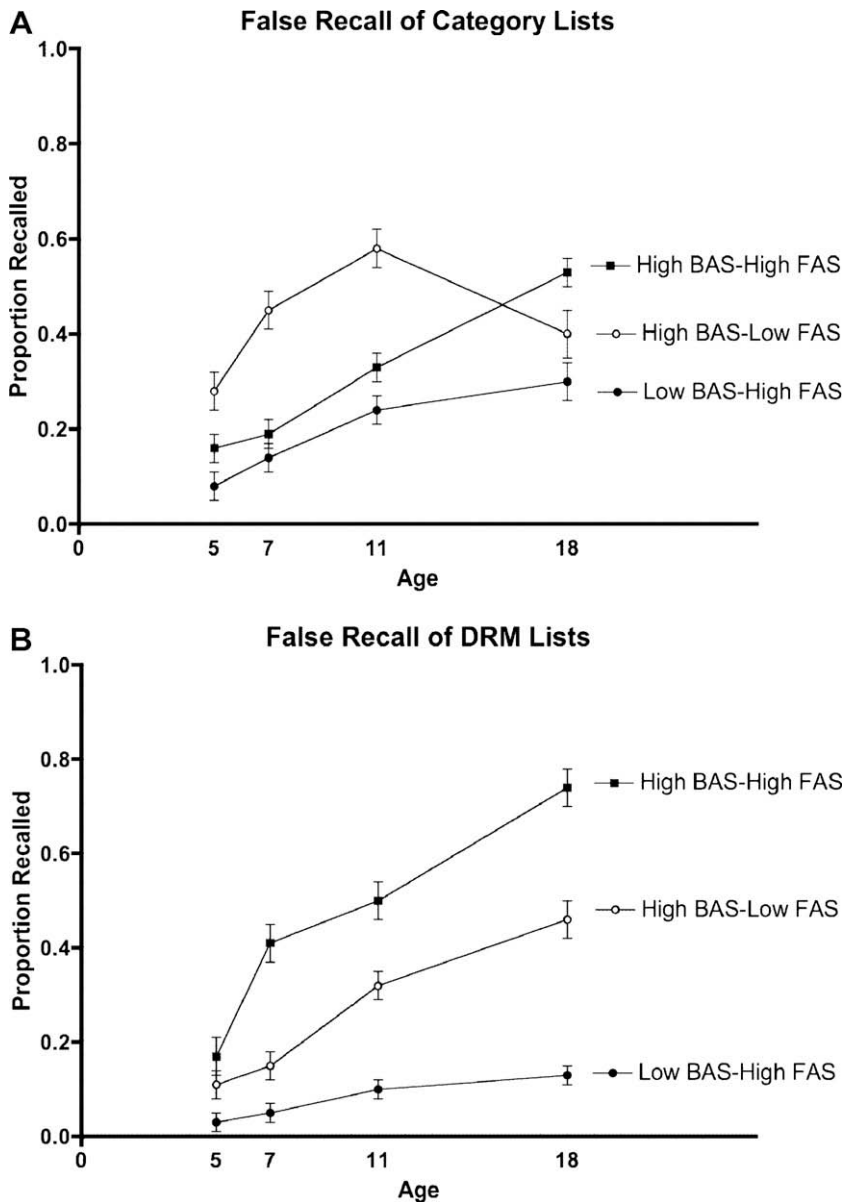 A
False Recall of Category Lists
1.0
0.8
0.6
0.4
0.2
0.0
Proportion Recalled
High BAS-High FAS
High BAS-Low FAS
Low BAS-High FAS
0 5 7 11 18
Age
B
False Recall of DRM Lists
1.0
0.8
0.6
0.4
0.2
0.0
Proportion Recalled
High BAS-High FAS
High BAS-Low FAS
Low BAS-High FAS
0 5 7 11 18
Age